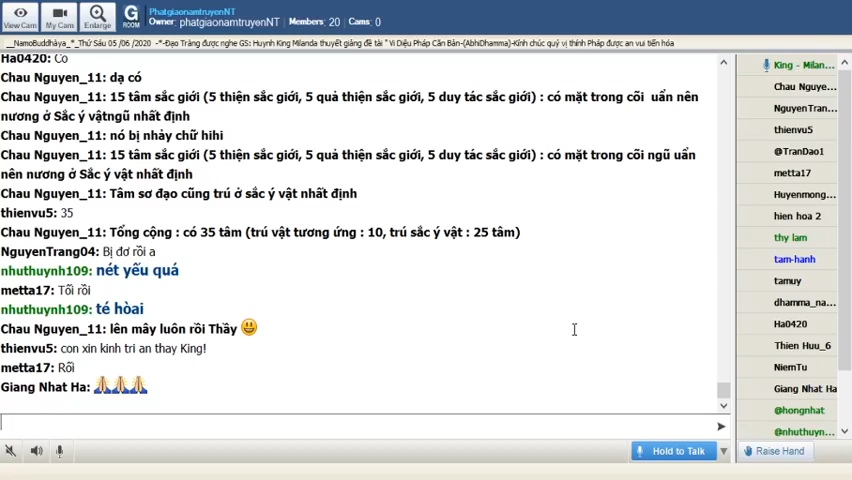 View Cam
My Cam
Enlarge
G
ROOM
PhatgiaonamtruyenNT
Owner: phatgiaonamtruyenNT
Members: 20
Cams: 0
__NamoBuddhàya_*_Thứ Sáu 05 /06 /2020 -*-Đạo Tràng được nghe GS: Huynh King Milanda thuyết giảng đề tài " Vi Diệu Pháp Căn Bản-(AbhiDhamma)-Kính chúc quý vị thính Pháp được an vui tiến hóa
Ha0420: Có
Chau Nguyen_11: dạ có
Chau Nguyen_11: 15 tâm sắc giới (5 thiện sắc giới, 5 quả thiện sắc giới, 5 duy tác sắc giới) : có mặt trong cõi uẩn nên
nương ở Sắc ý vậtngũ nhất định
Chau Nguyen_11: nó bị nhảy chữ hihi
Chau Nguyen_11: 15 tâm sắc giới (5 thiện sắc giới, 5 quả thiện sắc giới, 5 duy tác sắc giới) : có mặt trong cõi ngũ uẩn
nên nương ở Sắc ý vật nhất định
Chau Nguyen_11: Tâm sơ đạo cũng trú ở sắc ý vật nhất định
thienvu5: 35
Chau Nguyen_11: Tổng cộng : có 35 tâm (trú vật tương ứng : 10, trú sắc ý vật : 25 tâm)
NguyenTrang04: Bị đơ rồi a
nhuthuynh109: nét yếu quá
metta17: Tối rồi
nhuthuynh109: té hòai
Chau Nguyen_11: lên mây luôn rồi Thầy
thienvu5: con xin kinh tri an thay King!
metta17: Rồi
Giang Nhat Ha:
King - Milan...
Chau Nguye...
NguyenTran...
thienvu5
@TranDao1
metta17
Huyenmong...
hien hoa 2
thy lam
tam-hanh
tamuy
dhamma_na...
Ha0420
Thien Huu_6
NiemTu
Giang Nhat Ha
@hongnhat
@nhuthuyn...
Hold to Talk
Raise Hand